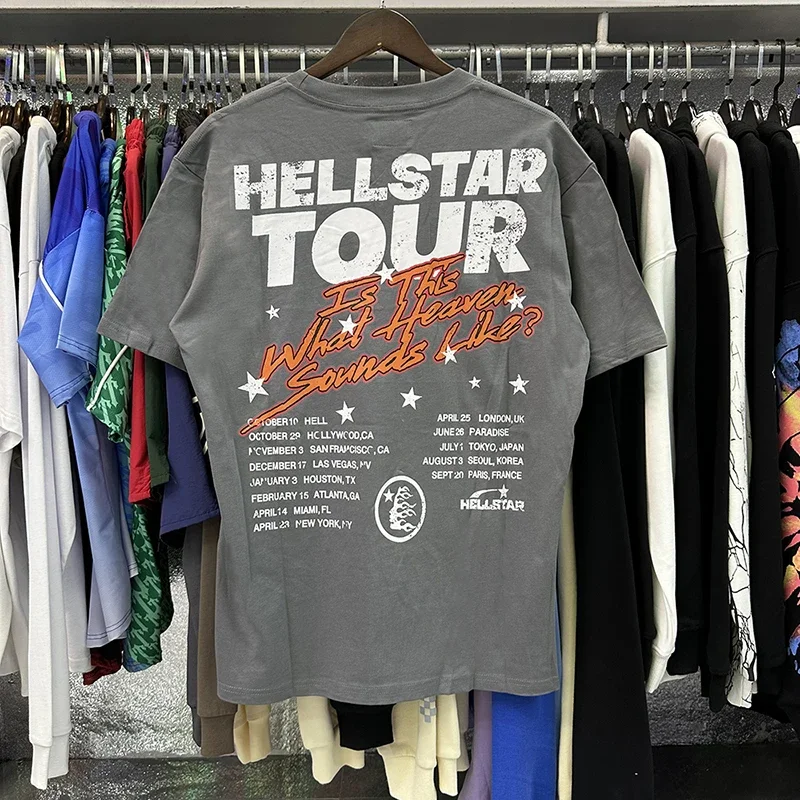 HELLSTAR
TOUR
Is This
What Heaven
Sounds Like?
OCTOBER 10 HELL
OCTOBER 29 HOLLYWOOD, CA
NOVEMBER 3 SAN FRANCISCO, CA
DECEMBER 17 LAS VEGAS, NV
JANUARY 3 HOUSTON, TX
FEBRUARY 15 ATLANTA, GA
APRIL 14 MIAMI, FL
APRIL 23 NEW YORK, NY
APRIL 25 LONDON, UK
JUNE 26 PARADISE
JULY 1 TOKYO, JAPAN
AUGUST 3 SEOUL, KOREA
SEPT 20 PARIS, FRANCE
HELLSTAR